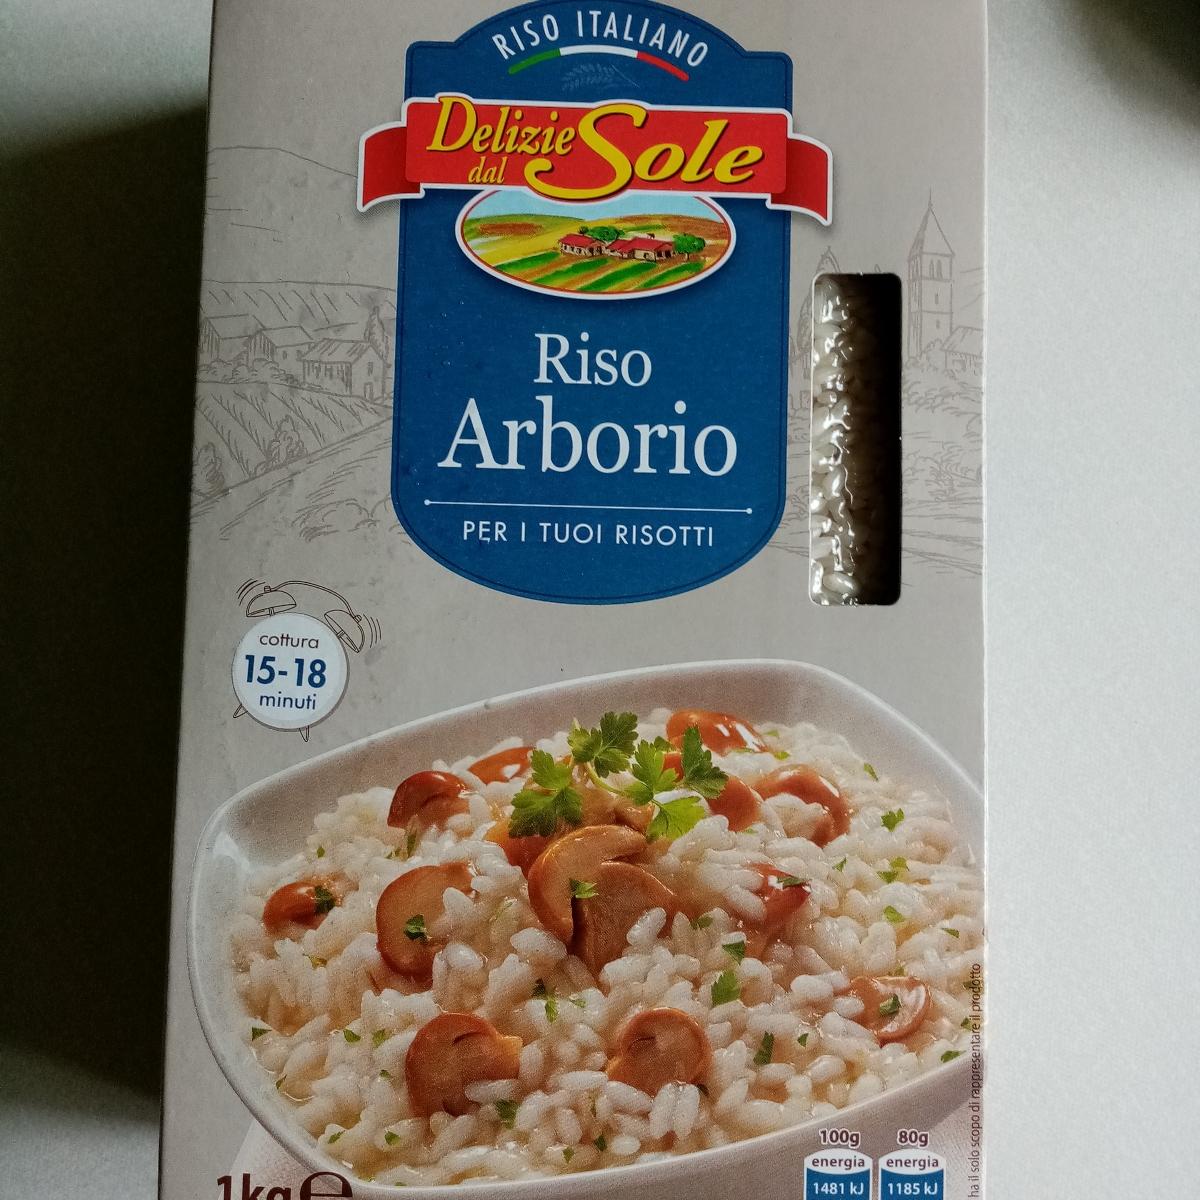 RISO ITALIANO
Delizie
dal Sole
Riso
Arborio
PER I TUOI RISOTTI
cottura
15-18
minuti
ha il solo scopo di rappresentare il prodotto
100g 80g
energia energia
1481 kJ 1185 kJ
1kg e